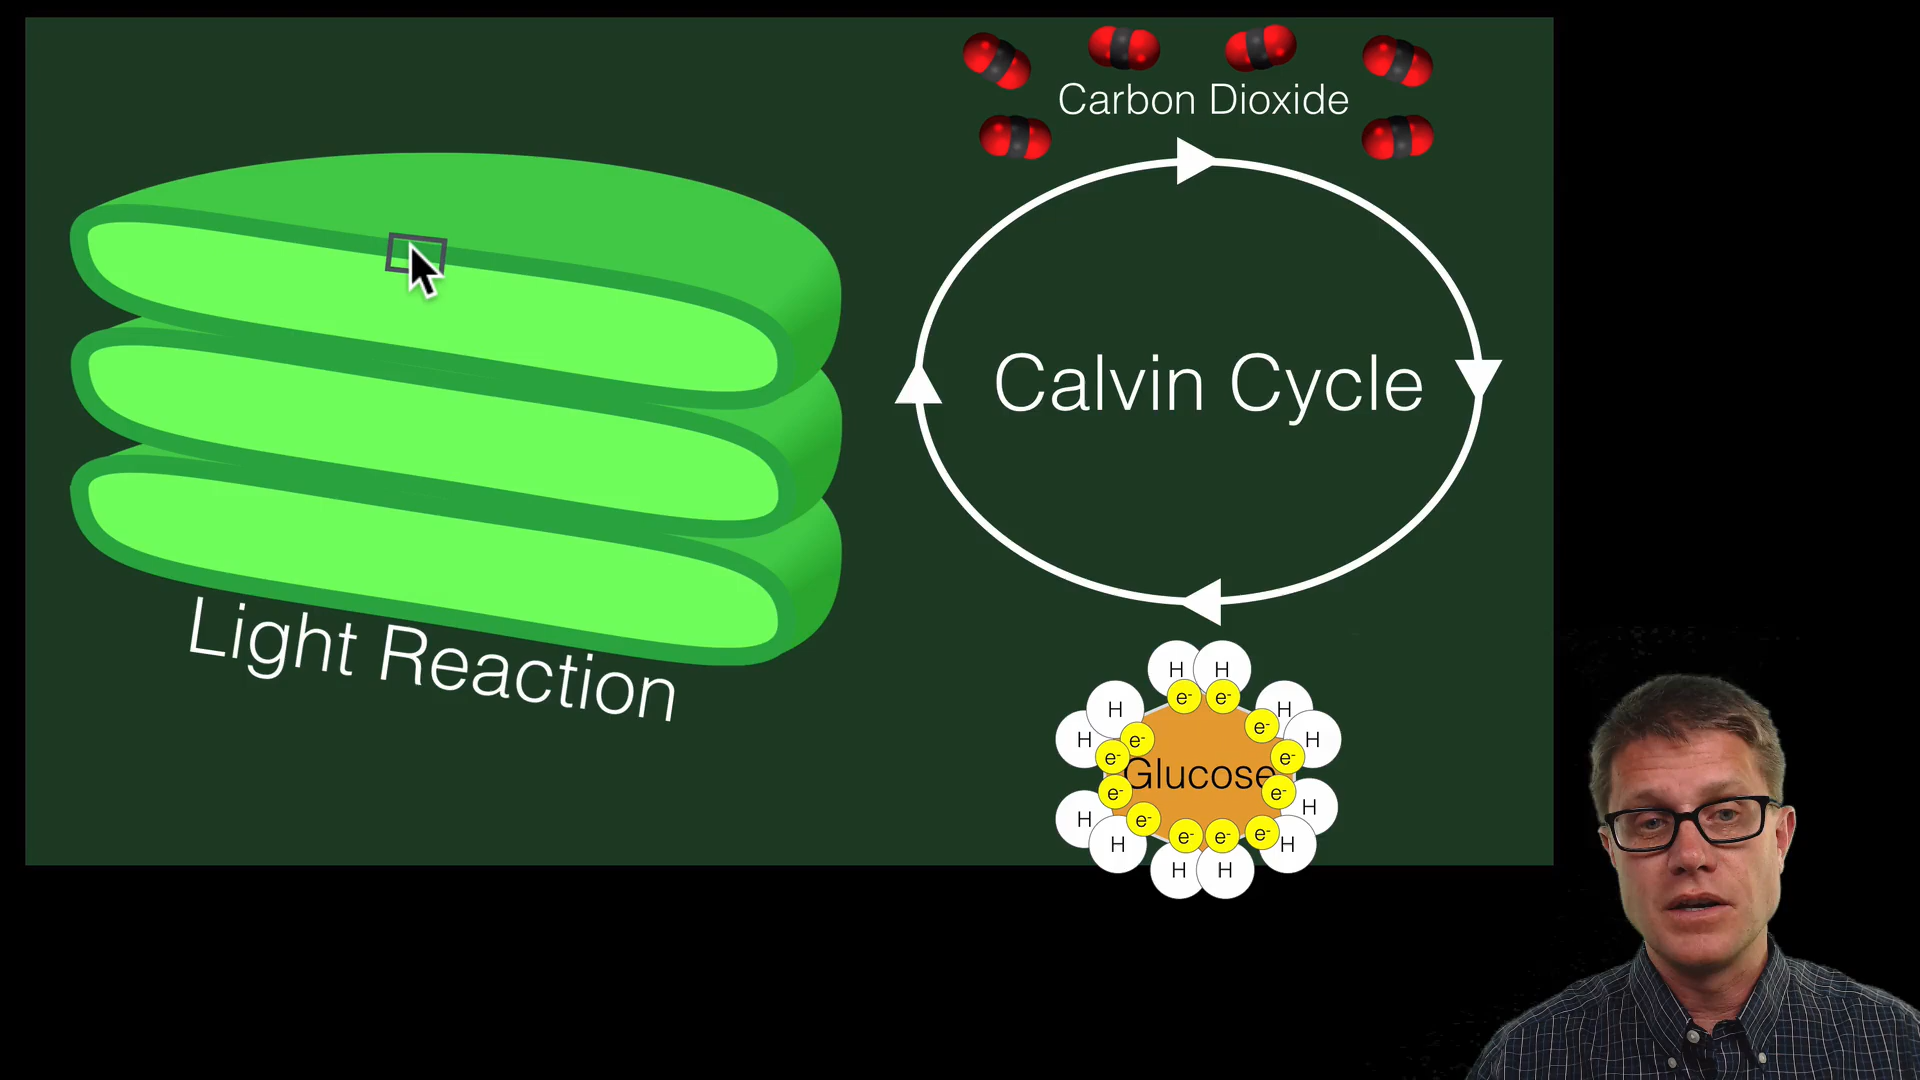 Carbon Dioxide
Calvin Cycle
Light Reaction
H H
e- e-
H H
e-
H e- e- H
e- Glucose e-
e- e-
H H
H e- e- e- e- H
H H